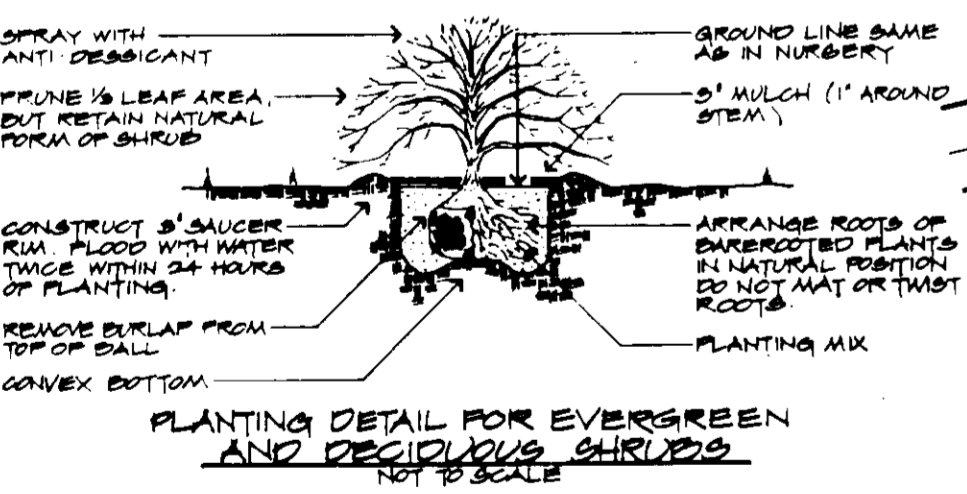 SPRAY WITH
ANTI-DESSICANT
PRUNE 1/3 LEAF AREA,
BUT RETAIN NATURAL
FORM OF SHRUB
CONSTRUCT 3" SAUCER
RIM. FLOOD WITH WATER
TWICE WITHIN 24 HOURS
OF PLANTING.
REMOVE BURLAP FROM
TOP OF BALL
CONVEX BOTTOM
GROUND LINE SAME
AS IN NURSERY
3" MULCH (1" AROUND
STEM)
ARRANGE ROOTS OF
BAREROOTED PLANTS
IN NATURAL POSITION
DO NOT MAT OR TWIST
ROOTS.
PLANTING MIX
PLANTING DETAIL FOR EVERGREEN
AND DECIDUOUS SHRUBS
NOT TO SCALE